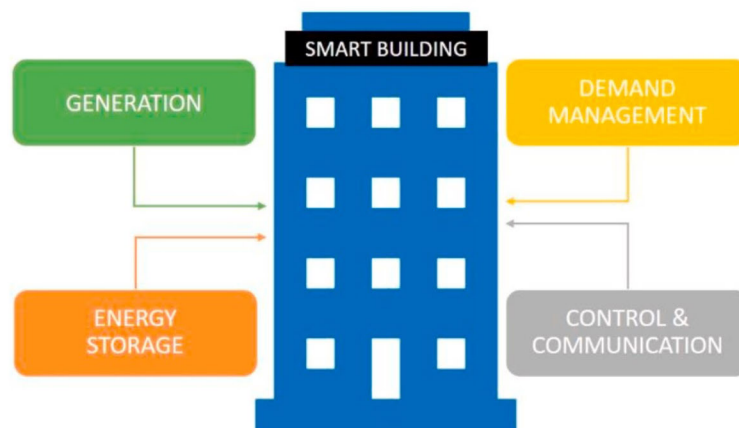 SMART BUILDING
GENERATION
DEMAND
MANAGEMENT
ENERGY
STORAGE
CONTROL &
COMMUNICATION